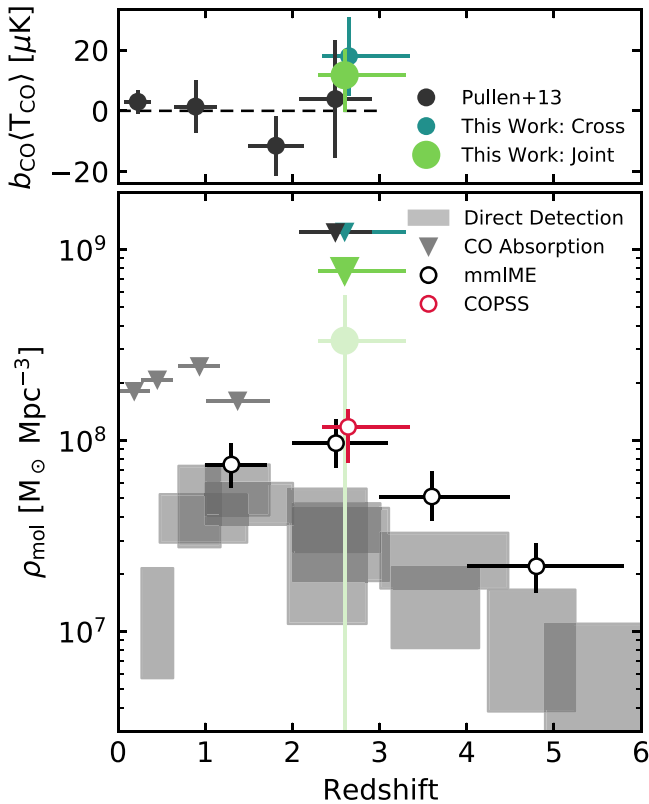 b_CO⟨T_CO⟩ [μK]
20
0
−20
Pullen+13
This Work: Cross
This Work: Joint
ρ_mol [M_⊙ Mpc^−3]
10^9
10^8
10^7
Direct Detection
CO Absorption
mmIME
COPSS
0 1 2 3 4 5 6
Redshift